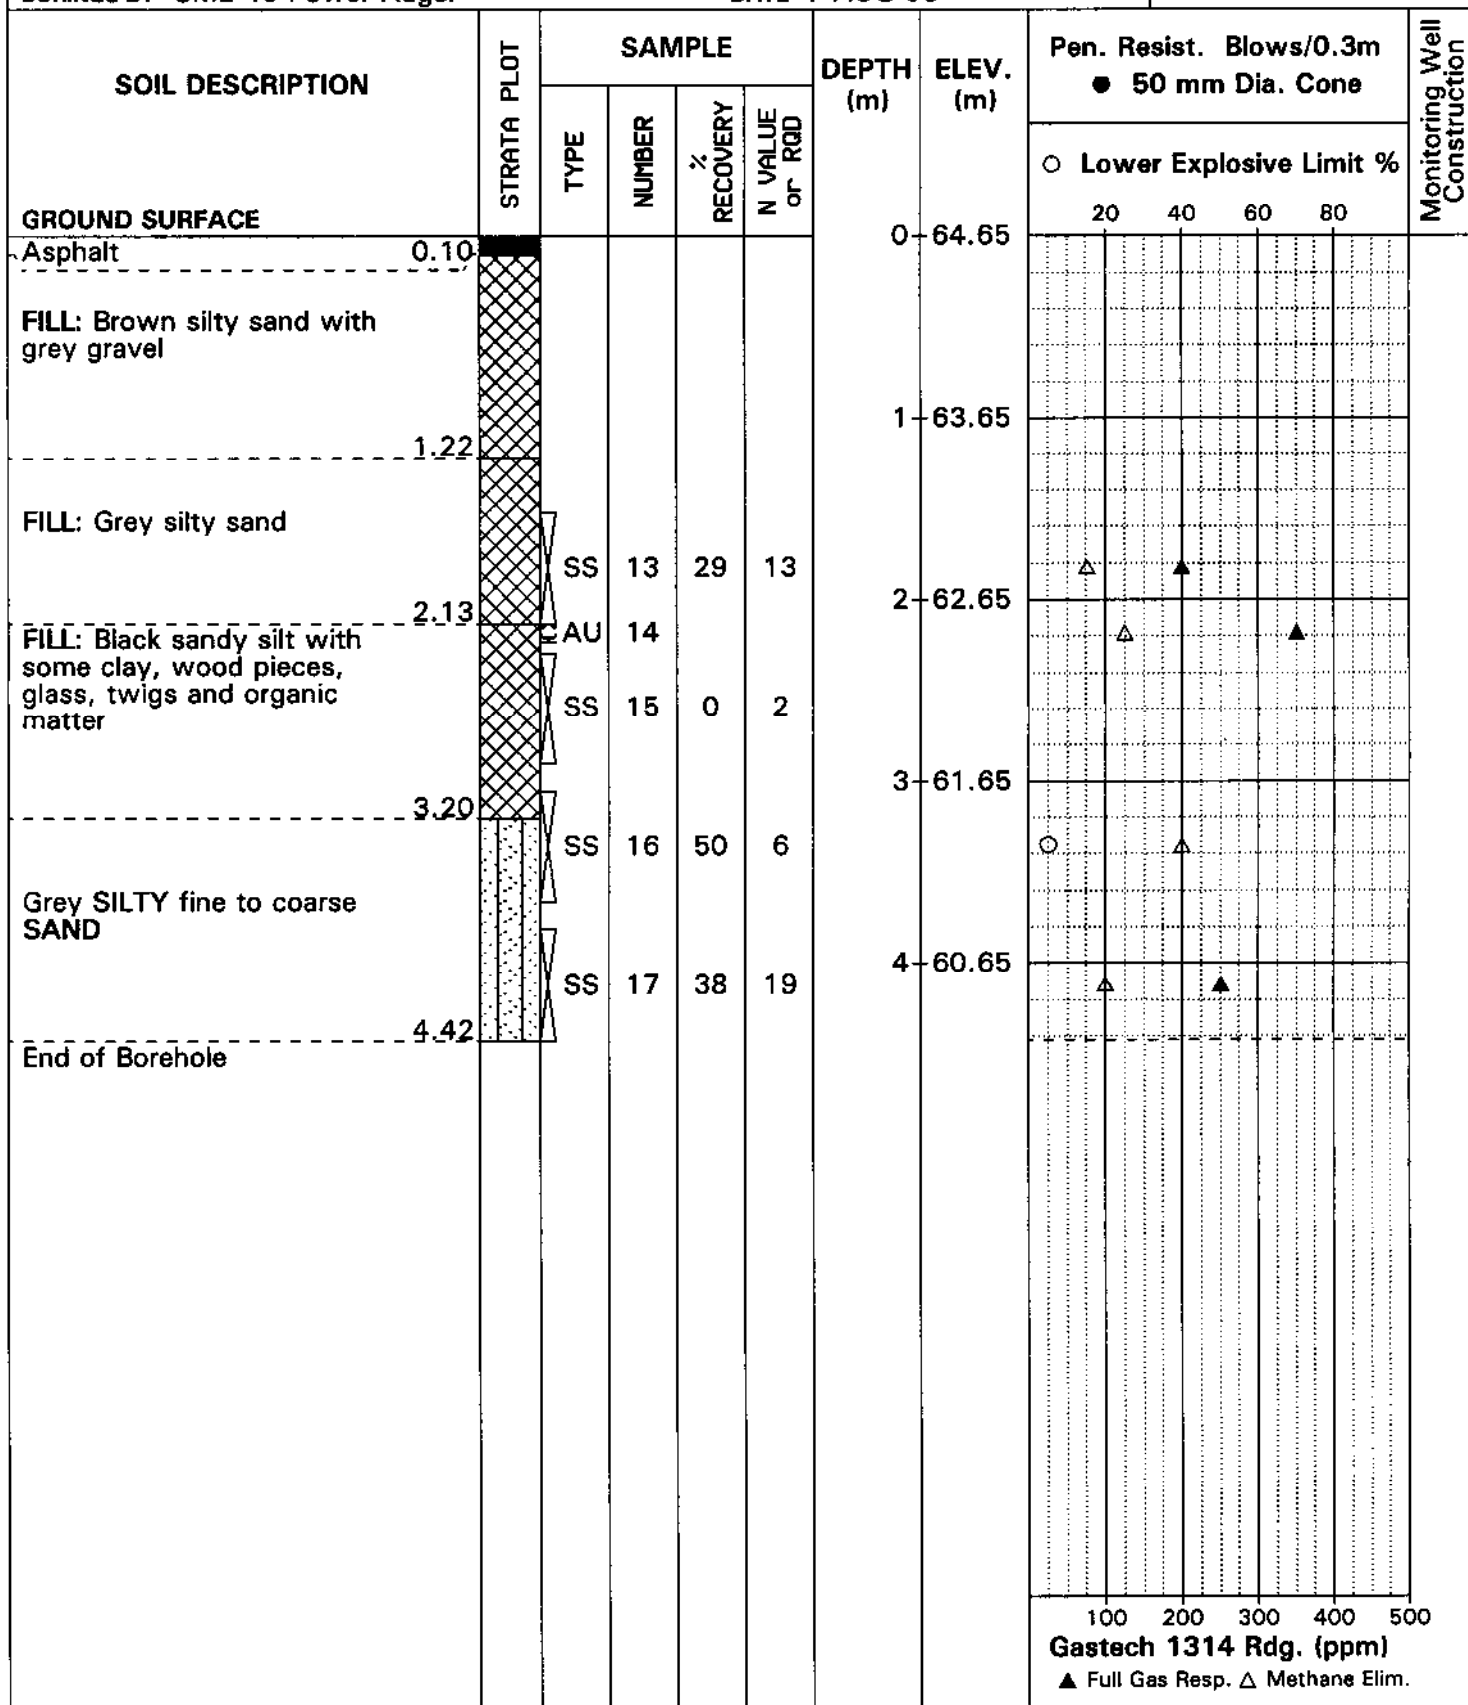 SOIL DESCRIPTION
GROUND SURFACE
STRATA PLOT
SAMPLE
TYPE
NUMBER
% RECOVERY
N VALUE or RQD
DEPTH (m)
ELEV. (m)
Pen. Resist. Blows/0.3m
● 50 mm Dia. Cone
○ Lower Explosive Limit %
20 40 60 80
Monitoring Well Construction
0 64.65
Asphalt 0.10
FILL: Brown silty sand with
grey gravel
1 63.65
1.22
FILL: Grey silty sand
SS 13 29 13
2 62.65
2.13
FILL: Black sandy silt with
some clay, wood pieces,
glass, twigs and organic
matter
AU 14
SS 15 0 2
3 61.65
3.20
SS 16 50 6
Grey SILTY fine to coarse
SAND
4 60.65
SS 17 38 19
4.42
End of Borehole
100 200 300 400 500
Gastech 1314 Rdg. (ppm)
▲ Full Gas Resp. △ Methane Elim.